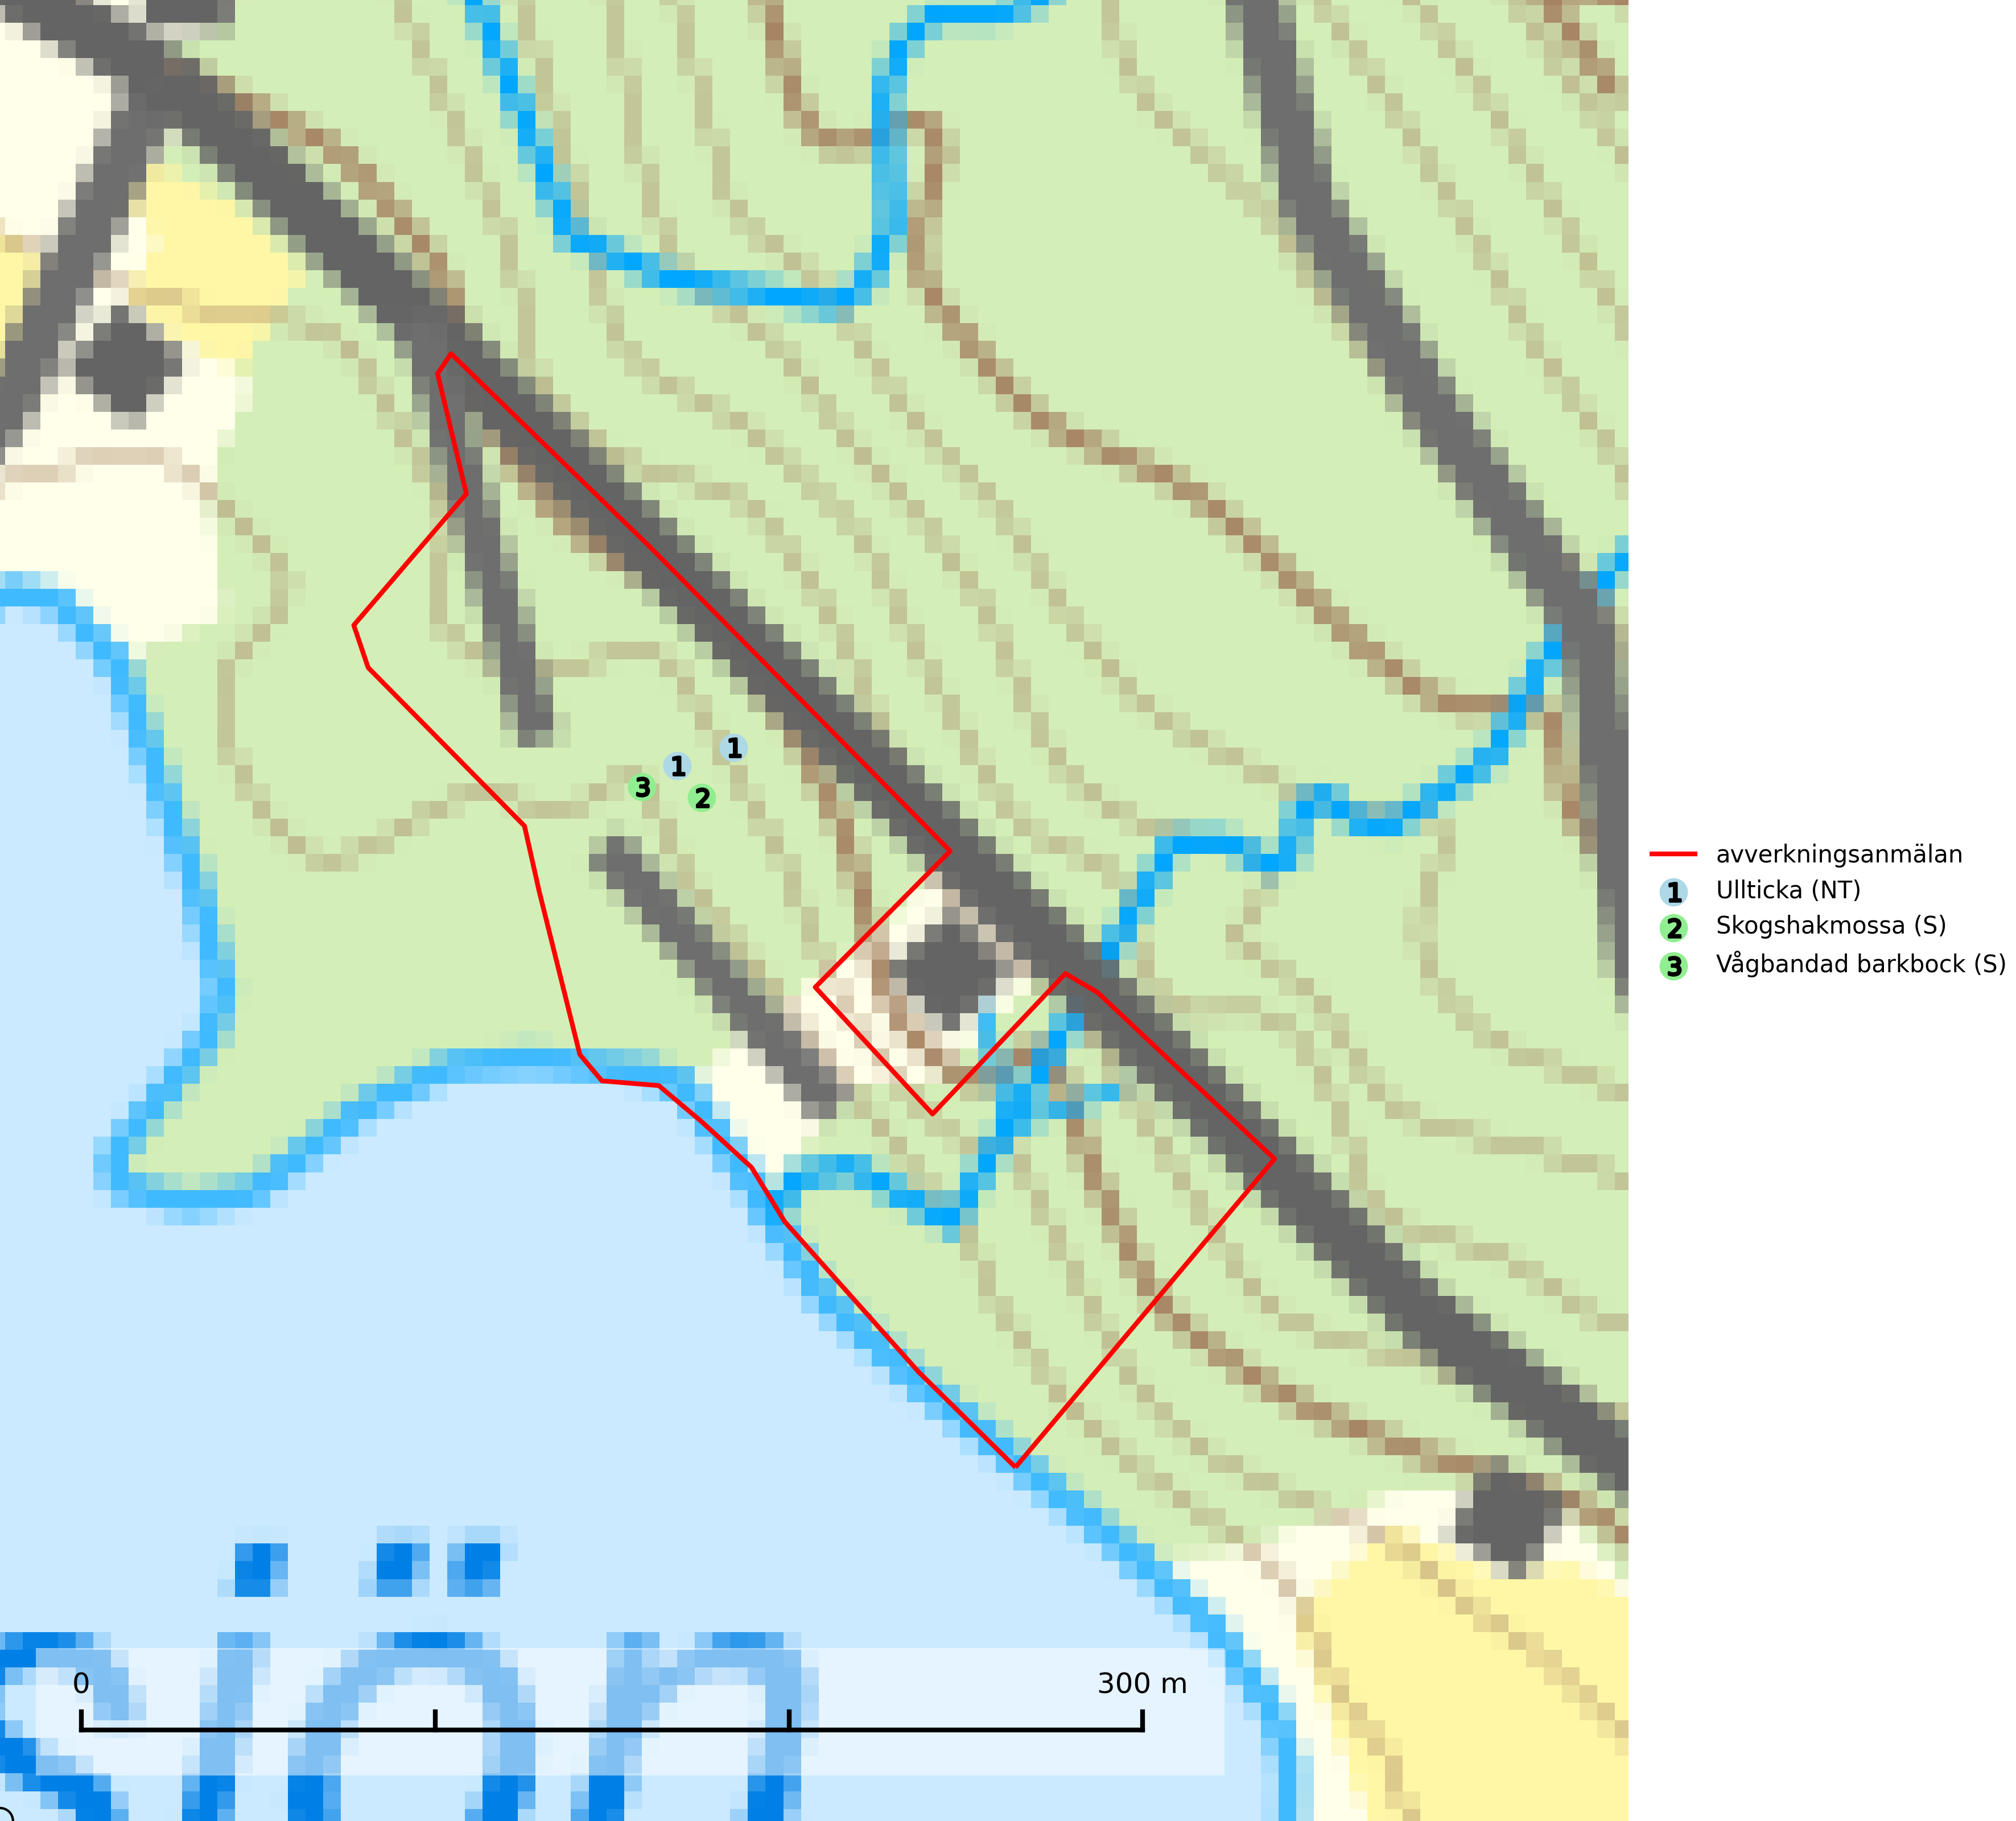 1
1
3
2
avverkningsanmälan
1 Ullticka (NT)
2 Skogshakmossa (S)
3 Vågbandad barkbock (S)
0 300 m